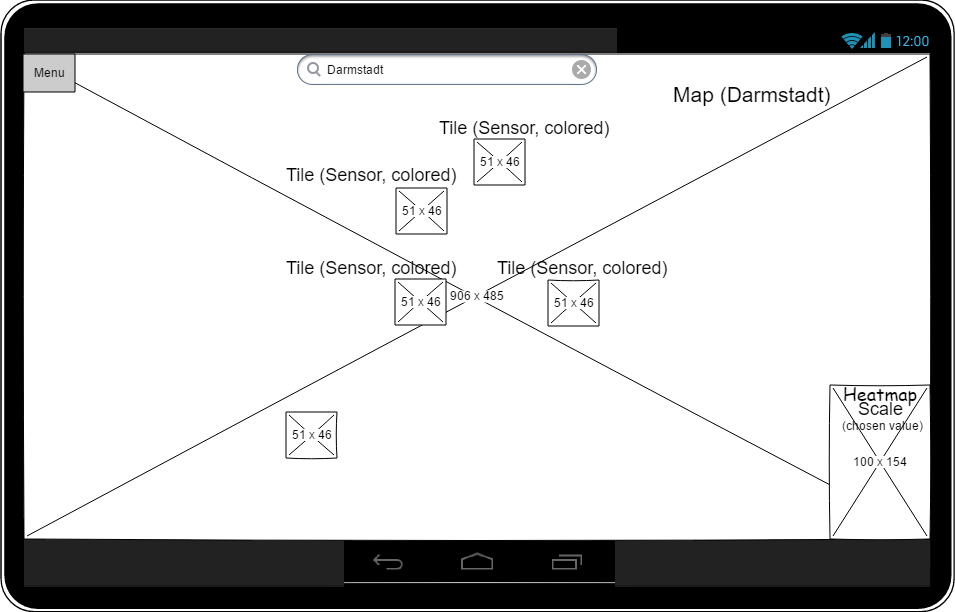 12:00
Menu
Darmstadt
Map (Darmstadt)
Tile (Sensor, colored)
51 x 46
Tile (Sensor, colored)
51 x 46
Tile (Sensor, colored)
Tile (Sensor, colored)
51 x 46
906 x 485
51 x 46
51 x 46
Heatmap
Scale
(chosen value)
100 x 154